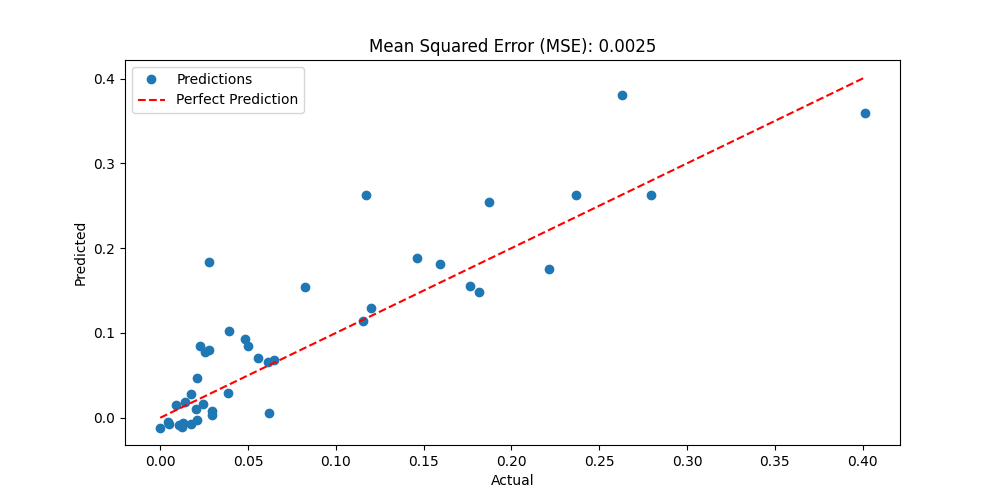 Mean Squared Error (MSE): 0.0025
Predictions
Perfect Prediction
0.4
0.3
0.2
0.1
0.0
Predicted
0.00 0.05 0.10 0.15 0.20 0.25 0.30 0.35 0.40
Actual